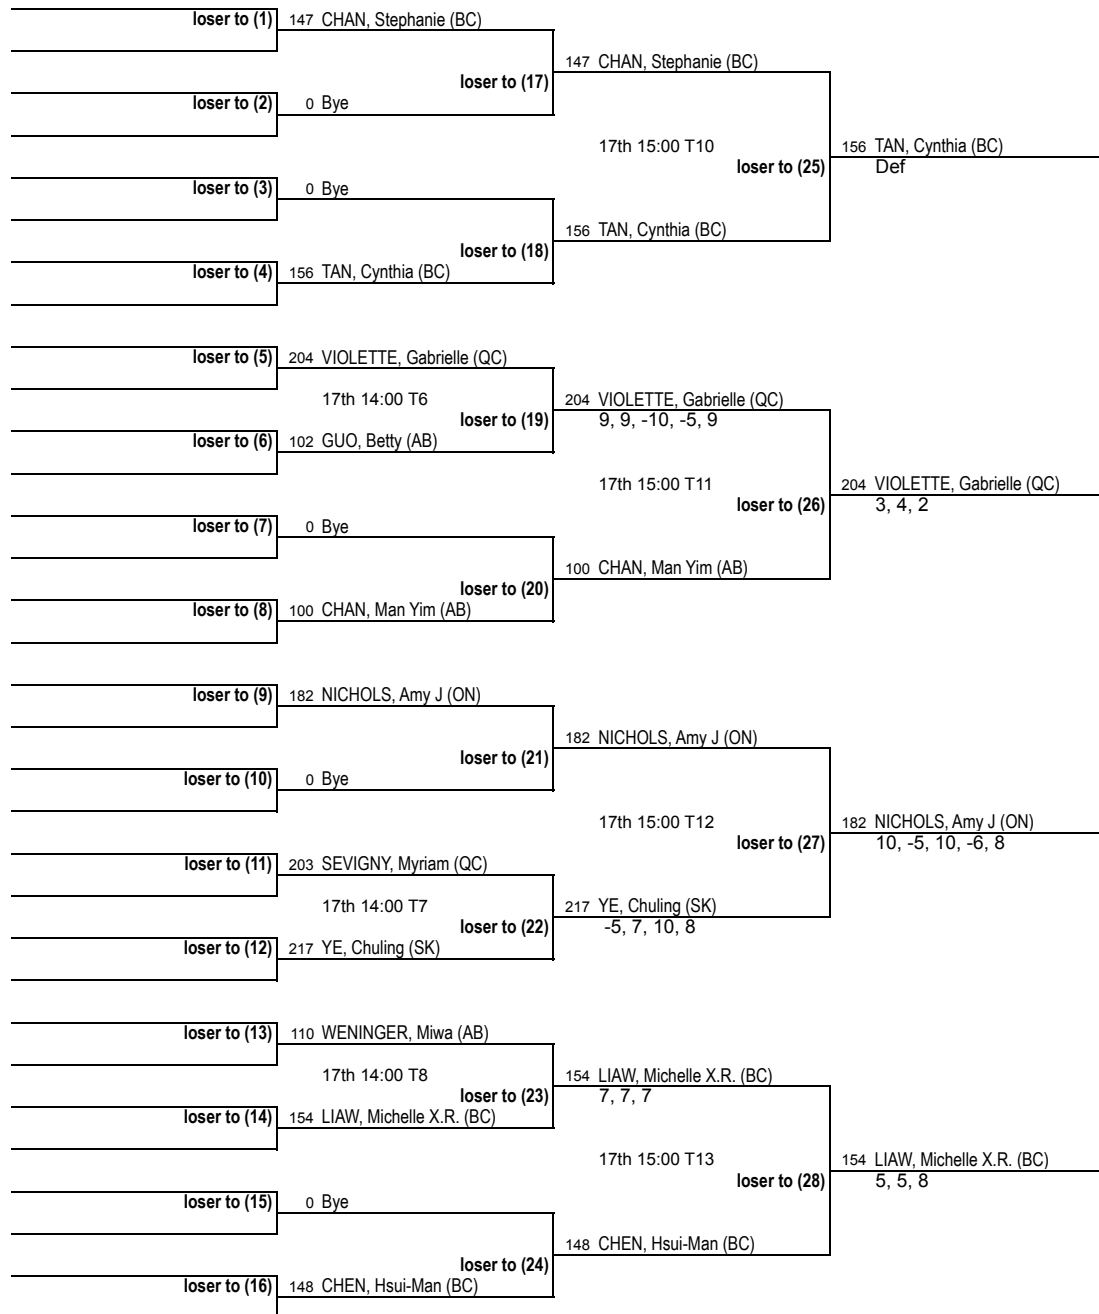 loser to (1) 147 CHAN, Stephanie (BC)
147 CHAN, Stephanie (BC)
loser to (17)
loser to (2) 0 Bye
17th 15:00 T10 156 TAN, Cynthia (BC)
loser to (25) Def
loser to (3) 0 Bye
156 TAN, Cynthia (BC)
loser to (18)
loser to (4) 156 TAN, Cynthia (BC)
loser to (5) 204 VIOLETTE, Gabrielle (QC)
17th 14:00 T6 204 VIOLETTE, Gabrielle (QC)
loser to (19) 9, 9, -10, -5, 9
loser to (6) 102 GUO, Betty (AB)
17th 15:00 T11 204 VIOLETTE, Gabrielle (QC)
loser to (26) 3, 4, 2
loser to (7) 0 Bye
100 CHAN, Man Yim (AB)
loser to (20)
loser to (8) 100 CHAN, Man Yim (AB)
loser to (9) 182 NICHOLS, Amy J (ON)
182 NICHOLS, Amy J (ON)
loser to (21)
loser to (10) 0 Bye
17th 15:00 T12 182 NICHOLS, Amy J (ON)
loser to (27) 10, -5, 10, -6, 8
loser to (11) 203 SEVIGNY, Myriam (QC)
17th 14:00 T7 217 YE, Chuling (SK)
loser to (22) -5, 7, 10, 8
loser to (12) 217 YE, Chuling (SK)
loser to (13) 110 WENINGER, Miwa (AB)
17th 14:00 T8 154 LIAW, Michelle X.R. (BC)
loser to (23) 7, 7, 7
loser to (14) 154 LIAW, Michelle X.R. (BC)
17th 15:00 T13 154 LIAW, Michelle X.R. (BC)
loser to (28) 5, 5, 8
loser to (15) 0 Bye
148 CHEN, Hsui-Man (BC)
loser to (24)
loser to (16) 148 CHEN, Hsui-Man (BC)